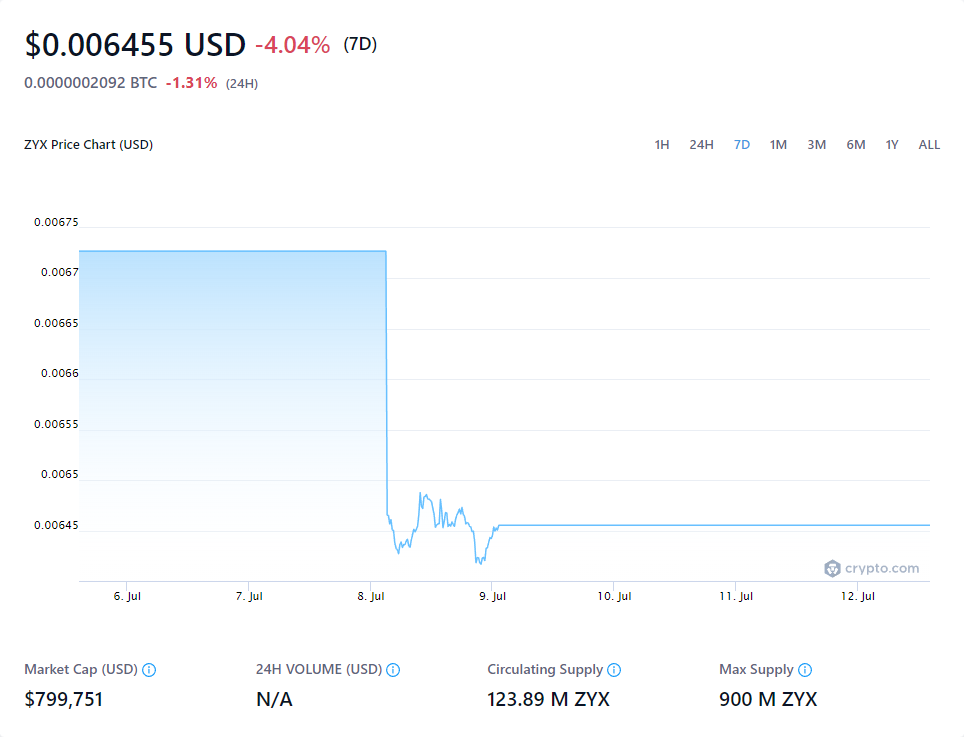 $0.006455 USD -4.04% (7D)
0.0000002092 BTC -1.31% (24H)
ZYX Price Chart (USD) 1H 24H 7D 1M 3M 6M 1Y ALL
0.00675
0.0067
0.00665
0.0066
0.00655
0.0065
0.00645
crypto.com
6. Jul 7. Jul 8. Jul 9. Jul 10. Jul 11. Jul 12. Jul
Market Cap (USD) 24H VOLUME (USD) Circulating Supply Max Supply
$799,751 N/A 123.89 M ZYX 900 M ZYX